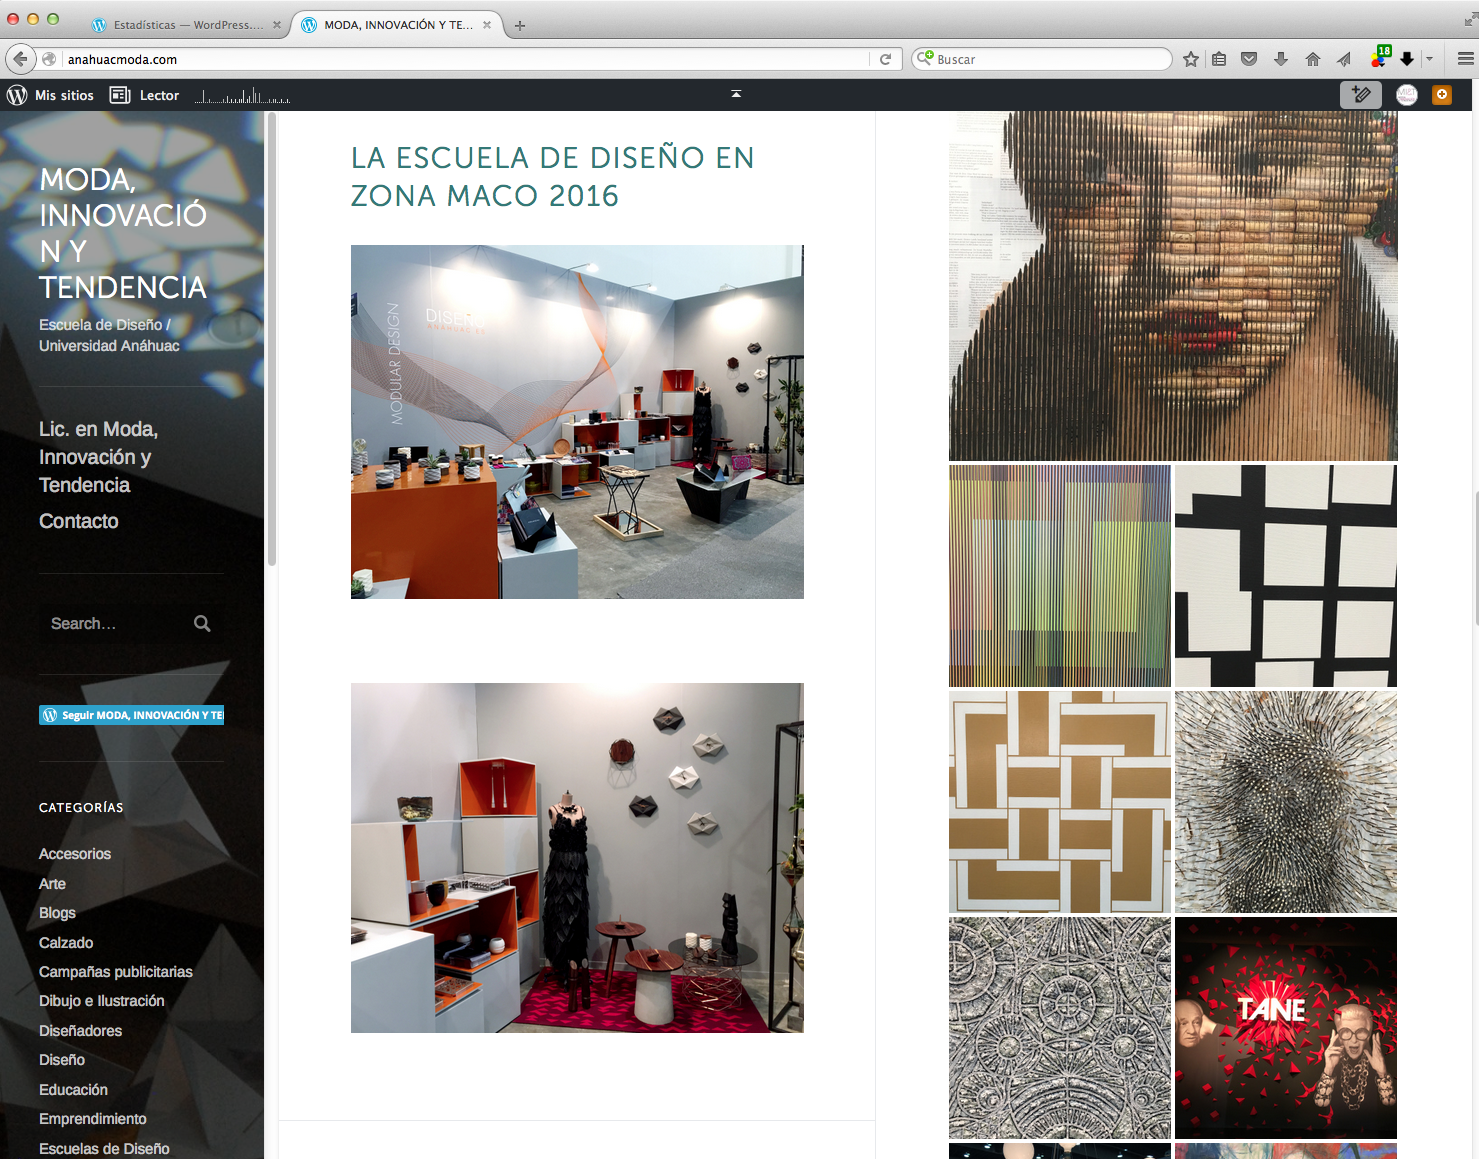 Estadísticas — WordPress....
MODA, INNOVACIÓN Y TE...
anahuacmoda.com
Buscar
18
Mis sitios
Lector
MODA,
INNOVACIÓ
N Y
TENDENCIA
Escuela de Diseño /
Universidad Anáhuac
Lic. en Moda,
Innovación y
Tendencia
Contacto
Search...
Seguir MODA, INNOVACIÓN Y TE
CATEGORÍAS
Accesorios
Arte
Blogs
Calzado
Campañas publicitarias
Dibujo e Ilustración
Diseñadores
Diseño
Educación
Emprendimiento
Escuelas de Diseño
LA ESCUELA DE DISEÑO EN
ZONA MACO 2016
DISEÑO
MODULAR DESIGN
TANE